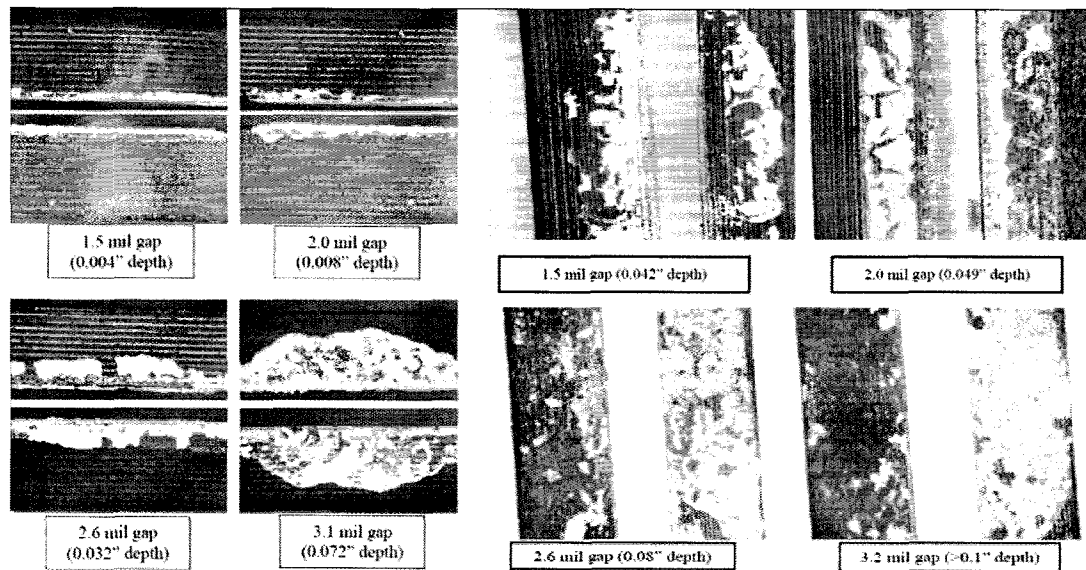 1.5 mil gap
(0.004" depth)
2.0 mil gap
(0.008" depth)
1.5 mil gap (0.042" depth)
2.0 mil gap (0.049" depth)
2.6 mil gap
(0.032" depth)
3.1 mil gap
(0.072" depth)
2.6 mil gap (0.08" depth)
3.2 mil gap (>0.1" depth)